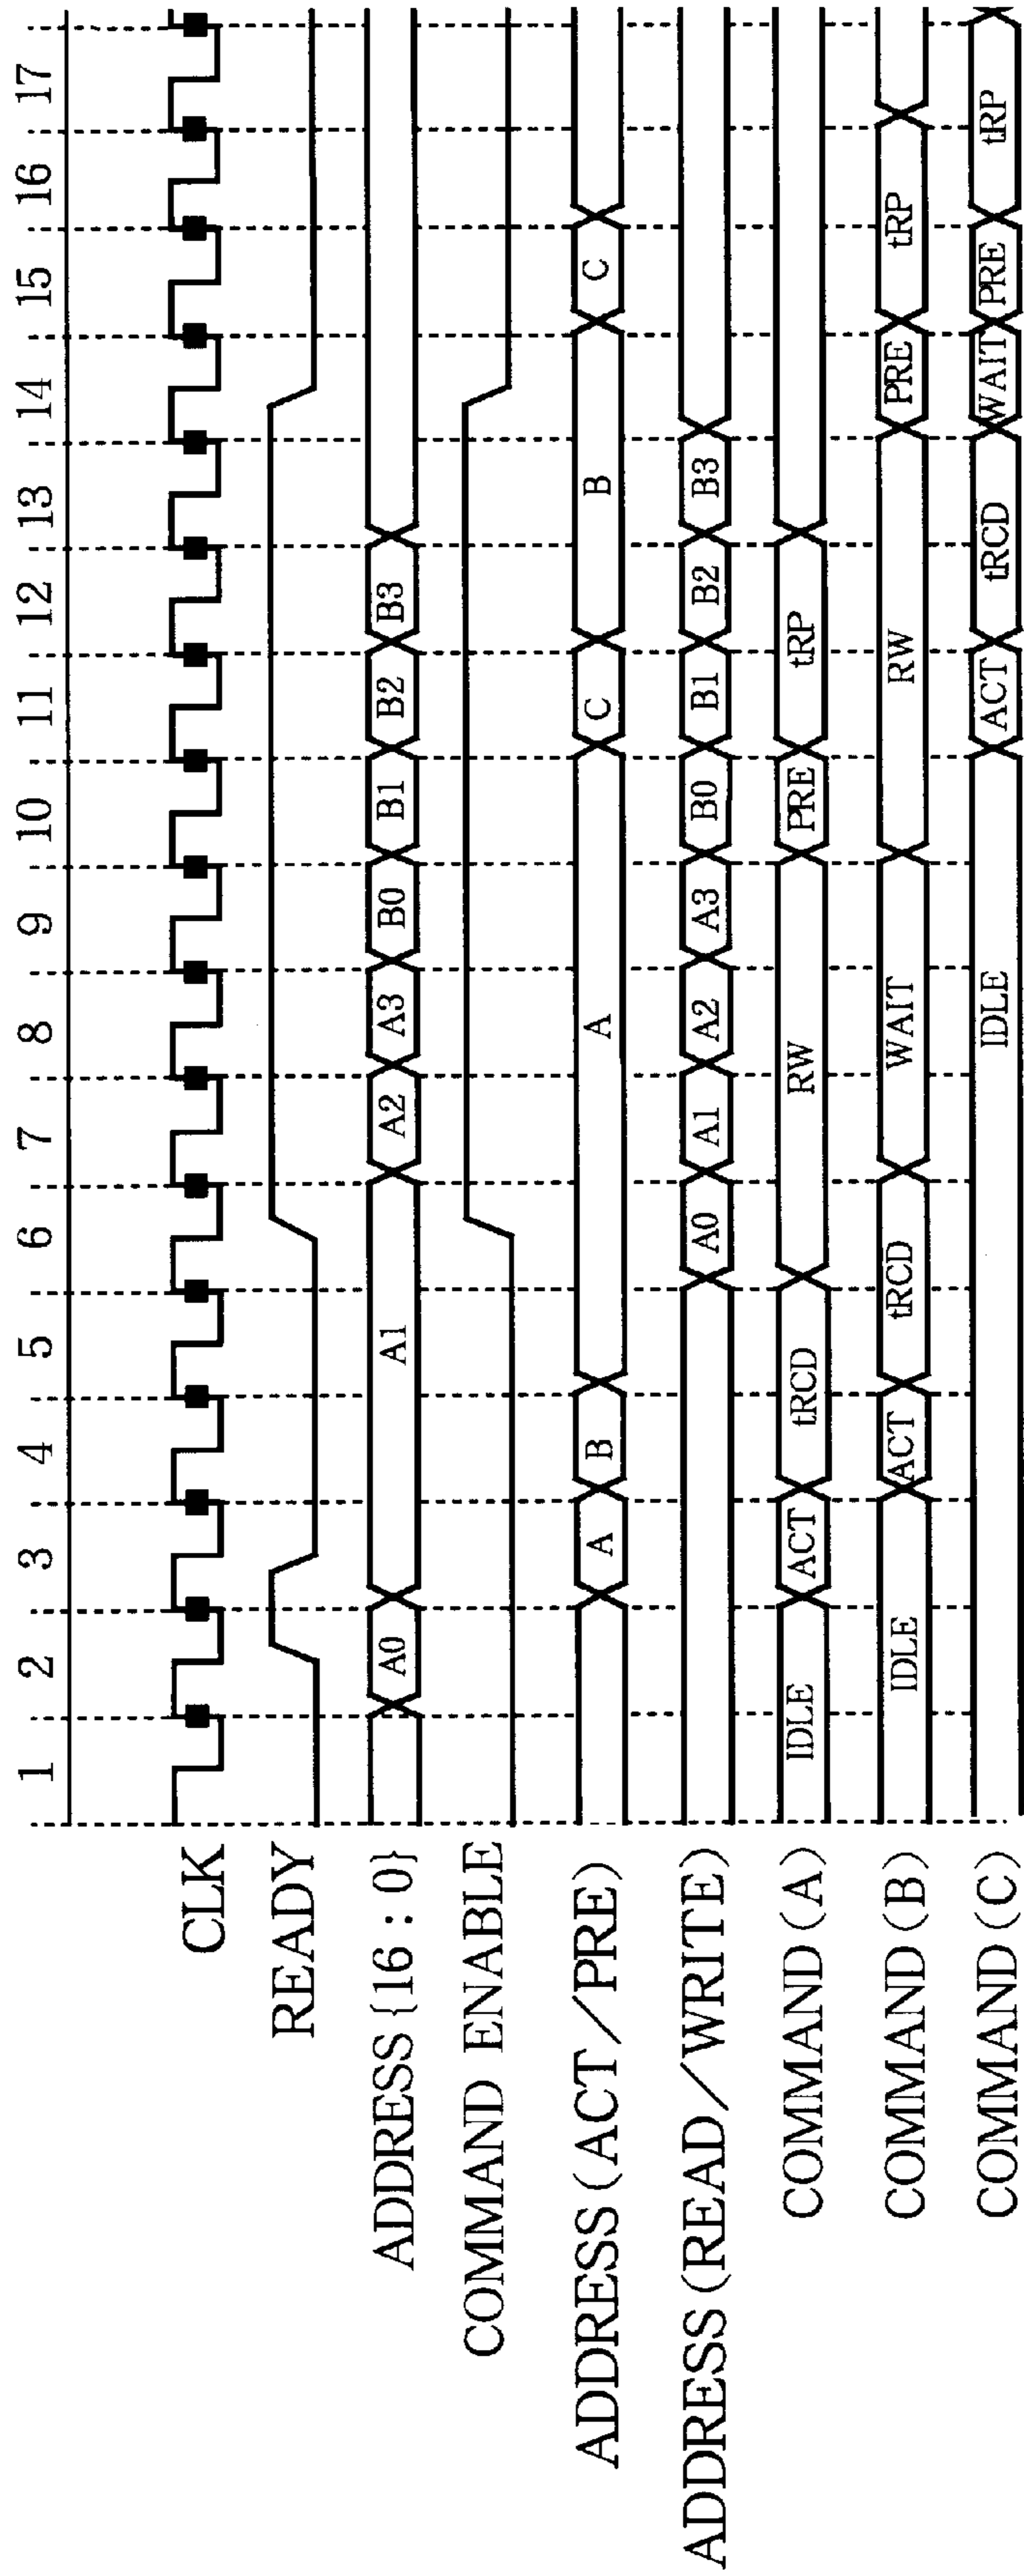 1 2 3 4 5 6 7 8 9 10 11 12 13 14 15 16 17
CLK
READY
ADDRESS {16 : 0} A0 A1 A2 A3 B0 B1 B2 B3
COMMAND ENABLE
ADDRESS (ACT/PRE) A B A C B C
ADDRESS (READ/WRITE) A0 A1 A2 A3 B0 B1 B2 B3
COMMAND (A) IDLE ACT tRCD RW PRE tRP
COMMAND (B) IDLE ACT tRCD WAIT RW PRE tRP
COMMAND (C) IDLE ACT tRCD WAIT PRE tRP